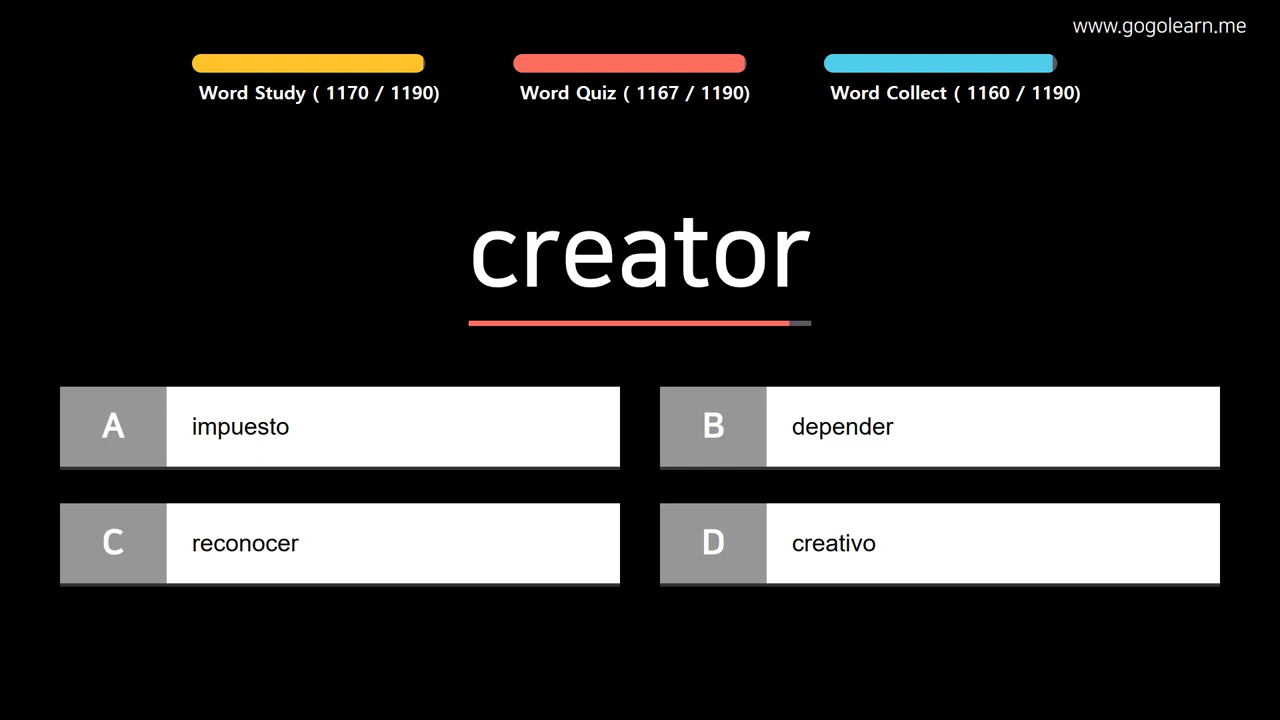 www.gogolearn.me
Word Study ( 1170 / 1190)
Word Quiz ( 1167 / 1190)
Word Collect ( 1160 / 1190)
creator
A impuesto
B depender
C reconocer
D creativo